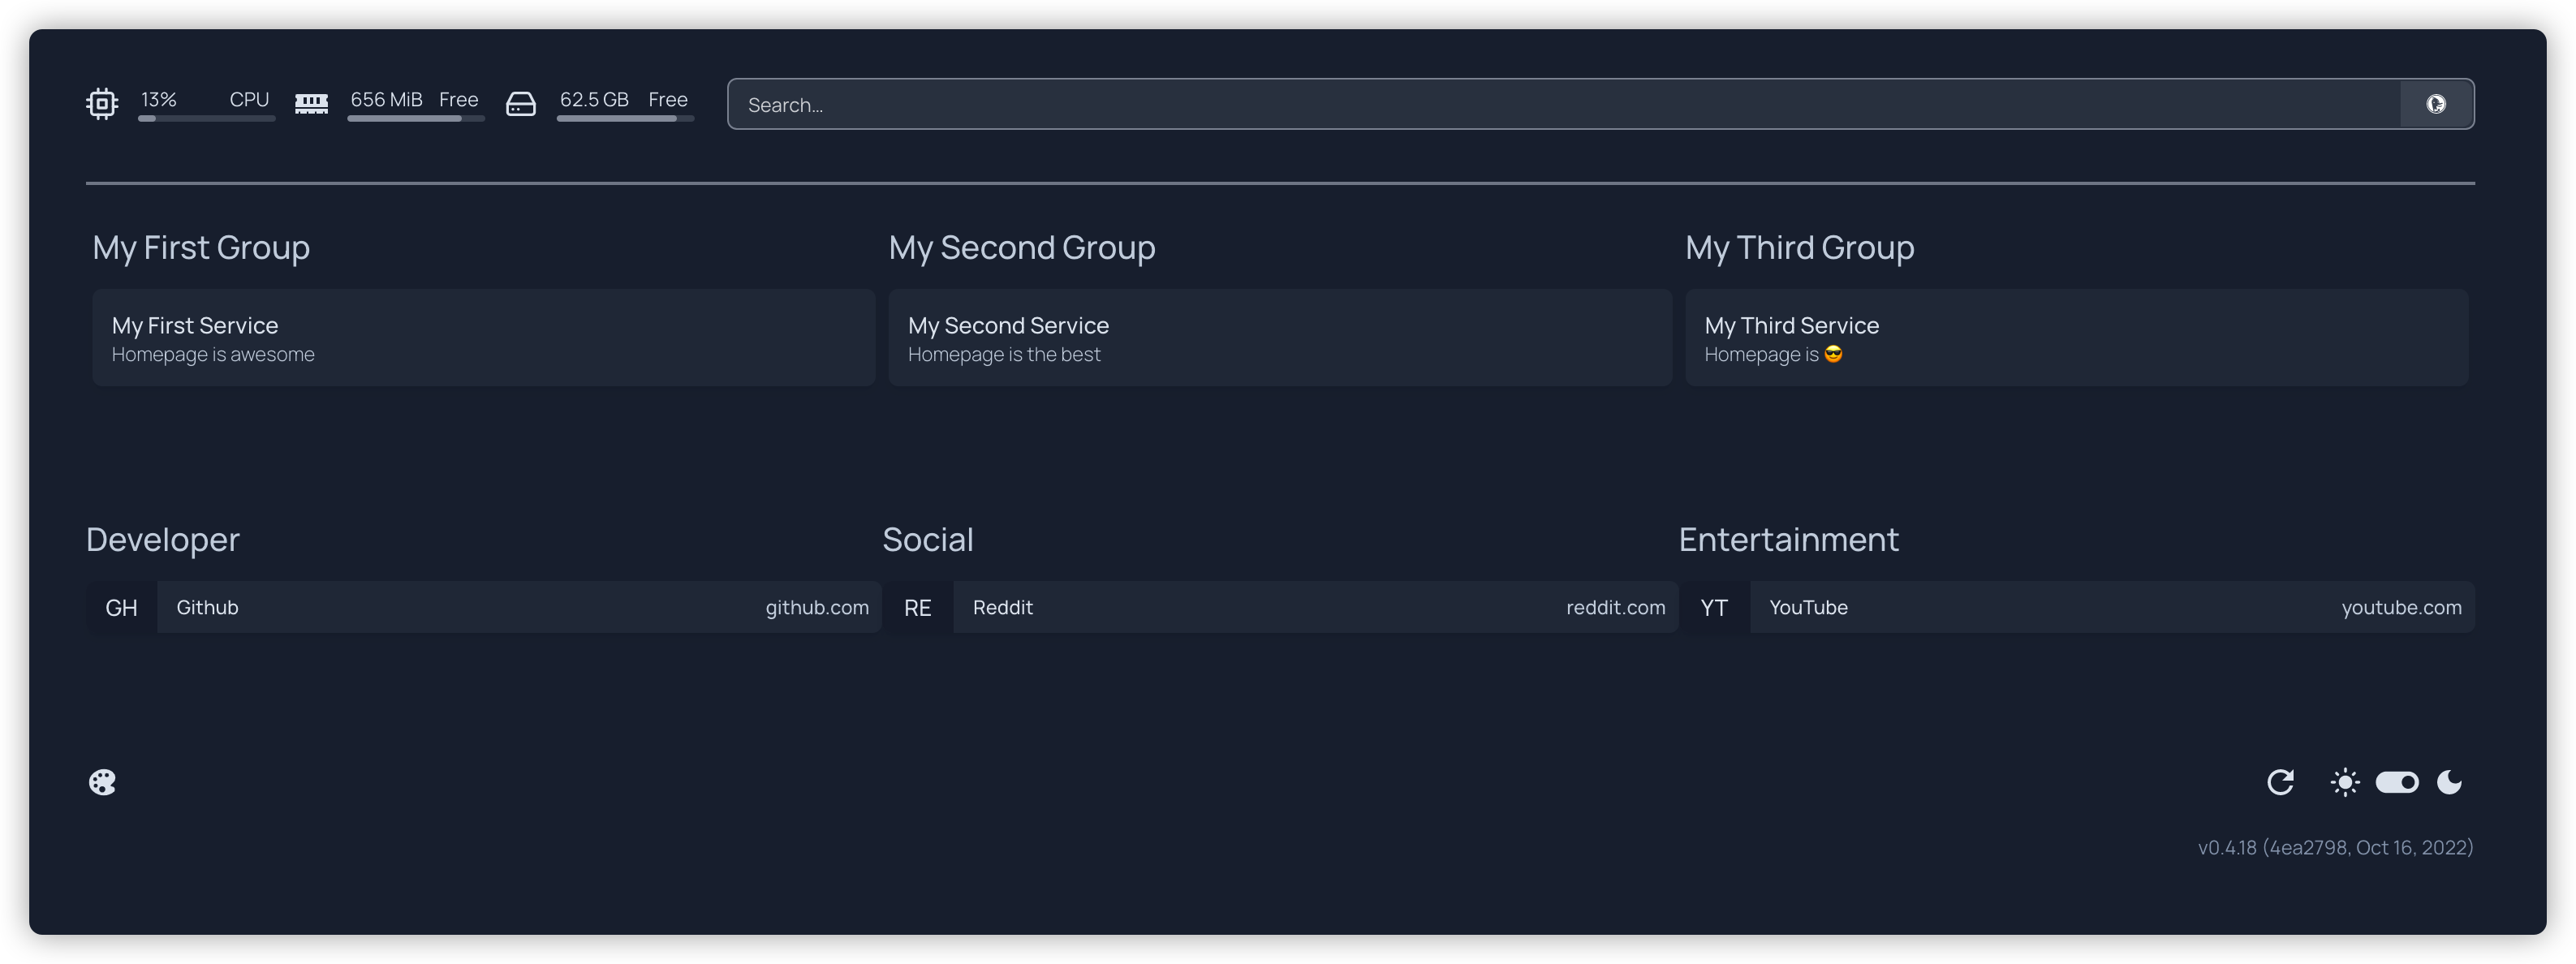 13% CPU 656 MiB Free 62.5 GB Free Search...
My First Group
My First Service
Homepage is awesome
My Second Group
My Second Service
Homepage is the best
My Third Group
My Third Service
Homepage is 😎
Developer
GH Github github.com
Social
RE Reddit reddit.com
Entertainment
YT YouTube youtube.com
v0.4.18 (4ea2798, Oct 16, 2022)